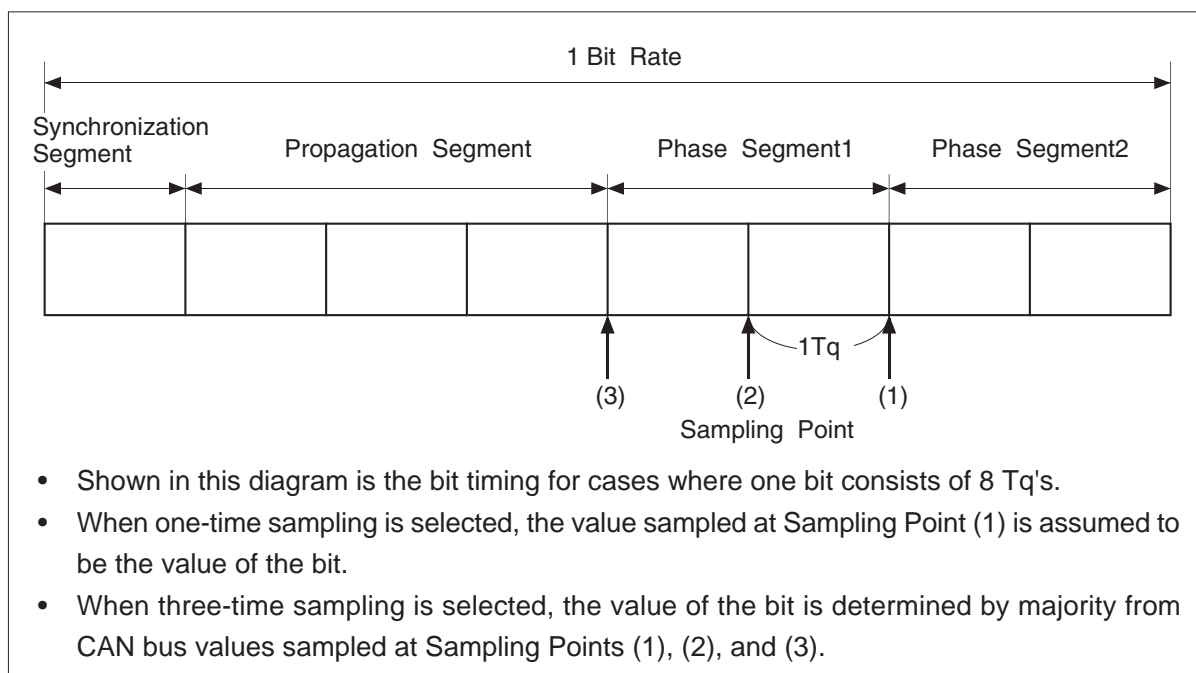 1 Bit Rate
Synchronization
Segment
Propagation Segment
Phase Segment1
Phase Segment2
1Tq
(3)
(2)
(1)
Sampling Point
• Shown in this diagram is the bit timing for cases where one bit consists of 8 Tq's.
• When one-time sampling is selected, the value sampled at Sampling Point (1) is assumed to
be the value of the bit.
• When three-time sampling is selected, the value of the bit is determined by majority from
CAN bus values sampled at Sampling Points (1), (2), and (3).